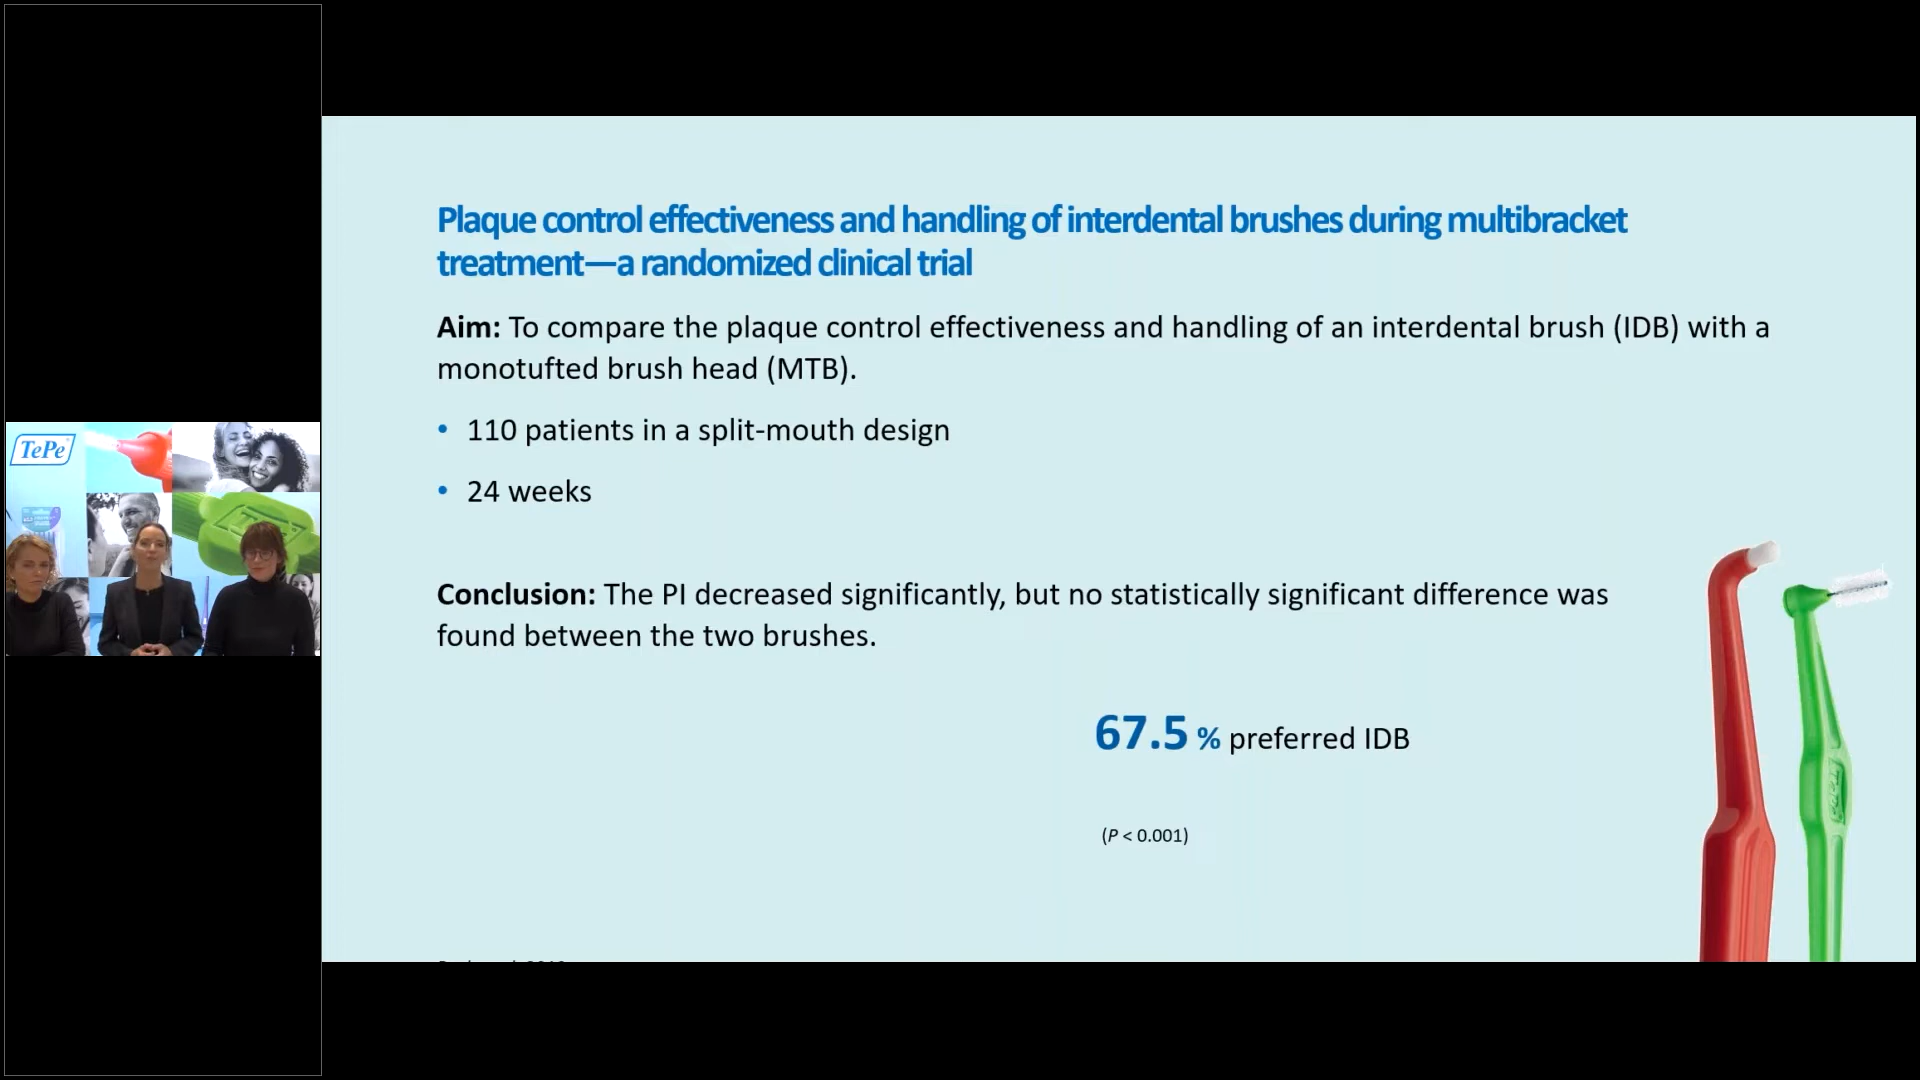 TePe
Plaque control effectiveness and handling of interdental brushes during multibracket
treatment—a randomized clinical trial
Aim: To compare the plaque control effectiveness and handling of an interdental brush (IDB) with a
monotufted brush head (MTB).
• 110 patients in a split-mouth design
• 24 weeks
Conclusion: The PI decreased significantly, but no statistically significant difference was
found between the two brushes.
67.5 % preferred IDB
(P < 0.001)